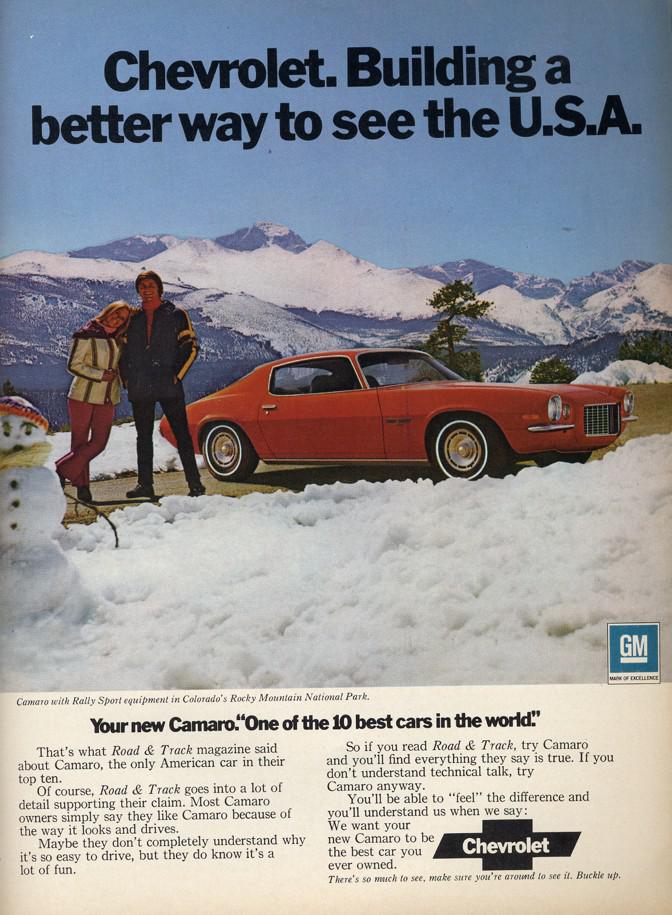 Chevrolet. Building a
better way to see the U.S.A.
GM
MARK OF EXCELLENCE
Camaro with Rally Sport equipment in Colorado's Rocky Mountain National Park.
Your new Camaro. "One of the 10 best cars in the world."
That's what Road & Track magazine said
about Camaro, the only American car in their
top ten.
Of course, Road & Track goes into a lot of
detail supporting their claim. Most Camaro
owners simply say they like Camaro because of
the way it looks and drives.
Maybe they don't completely understand why
it's so easy to drive, but they do know it's a
lot of fun.
So if you read Road & Track, try Camaro
and you'll find everything they say is true. If you
don't understand technical talk, try
Camaro anyway.
You'll be able to "feel" the difference and
you'll understand us when we say:
We want your
new Camaro to be
the best car you
ever owned.
Chevrolet
There's so much to see, make sure you're around to see it. Buckle up.